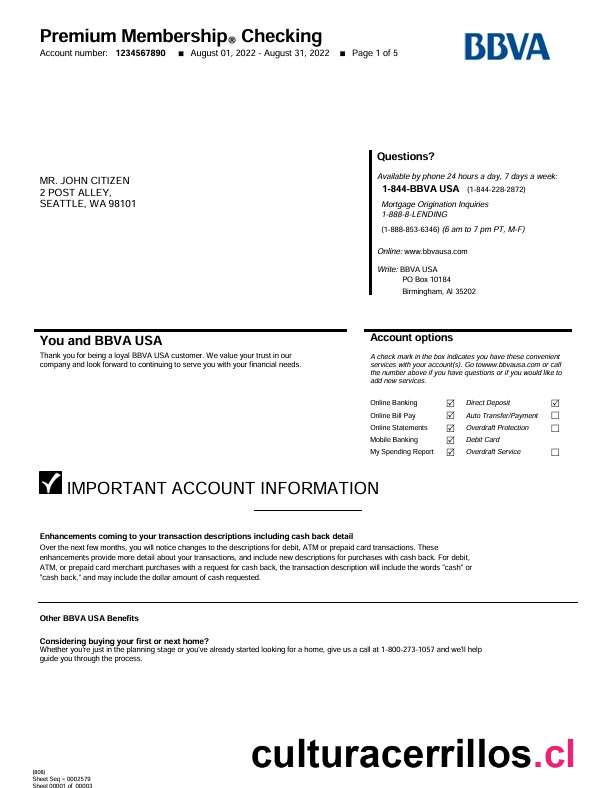 Premium Membership® Checking
Account number: 1234567890 ■ August 01, 2022 - August 31, 2022 ■ Page 1 of 5
BBVA
MR. JOHN CITIZEN
2 POST ALLEY,
SEATTLE, WA 98101
Questions?
Available by phone 24 hours a day, 7 days a week:
1-844-BBVA USA (1-844-228-2872)
Mortgage Origination Inquiries
1-888-8-LENDING
(1-888-853-6346) (6 am to 7 pm PT, M-F)
Online: www.bbvausa.com
Write: BBVA USA
PO Box 10184
Birmingham, Al 35202
You and BBVA USA
Thank you for being a loyal BBVA USA customer. We value your trust in our
company and look forward to continuing to serve you with your financial needs.
Account options
A check mark in the box indicates you have these convenient
services with your account(s). Go towww.bbvausa.com or call
the number above if you have questions or if you would like to
add new services.
Online Banking ☑ Direct Deposit ☑
Online Bill Pay ☑ Auto Transfer/Payment ☐
Online Statements ☑ Overdraft Protection ☐
Mobile Banking ☑ Debit Card
My Spending Report ☑ Overdraft Service ☐
IMPORTANT ACCOUNT INFORMATION
Enhancements coming to your transaction descriptions including cash back detail
Over the next few months, you will notice changes to the descriptions for debit, ATM or prepaid card transactions. These
enhancements provide more detail about your transactions, and include new descriptions for purchases with cash back. For debit,
ATM, or prepaid card merchant purchases with a request for cash back, the transaction description will include the words "cash" or
"cash back," and may include the dollar amount of cash requested.
Other BBVA USA Benefits
Considering buying your first or next home?
Whether you're just in the planning stage or you've already started looking for a home, give us a call at 1-800-273-1057 and we'll help
guide you through the process.
culturacerrillos.cl
(806)
Sheet Seq = 0002579
Sheet 00001 of 00003